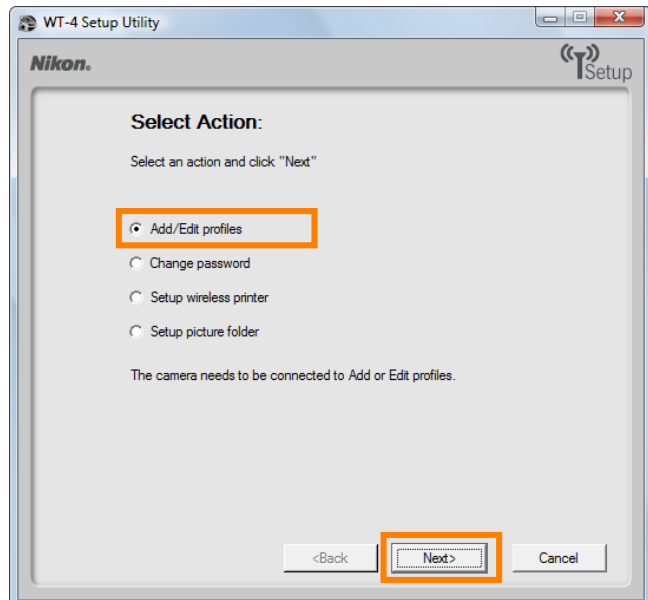 WT-4 Setup Utility
Nikon.
Setup
Select Action:
Select an action and click "Next"
Add/Edit profiles
Change password
Setup wireless printer
Setup picture folder
The camera needs to be connected to Add or Edit profiles.
<Back Next> Cancel